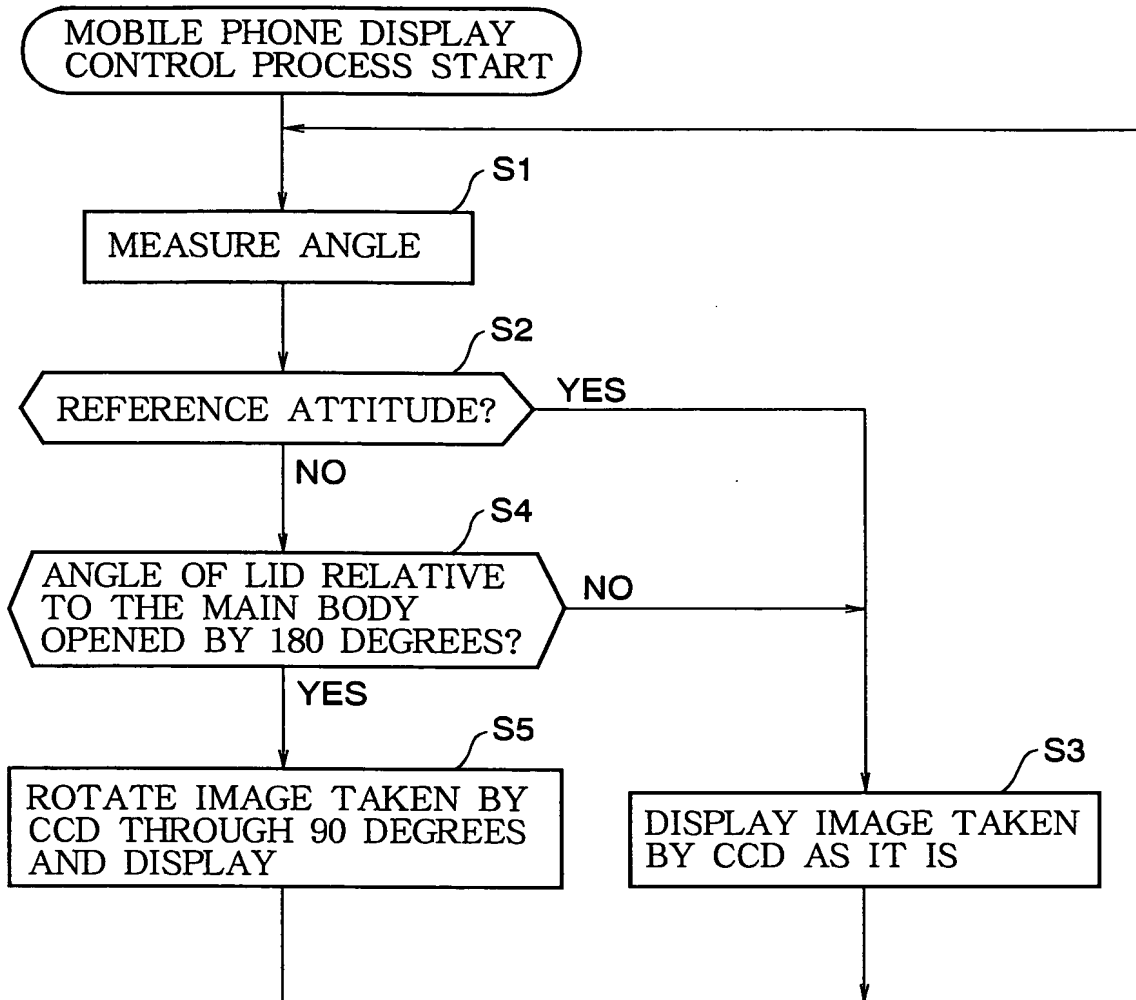 MOBILE PHONE DISPLAY
CONTROL PROCESS START
S1
MEASURE ANGLE
S2
REFERENCE ATTITUDE?
YES
NO
S4
ANGLE OF LID RELATIVE
TO THE MAIN BODY
OPENED BY 180 DEGREES?
NO
YES
S5
ROTATE IMAGE TAKEN BY
CCD THROUGH 90 DEGREES
AND DISPLAY
S3
DISPLAY IMAGE TAKEN
BY CCD AS IT IS